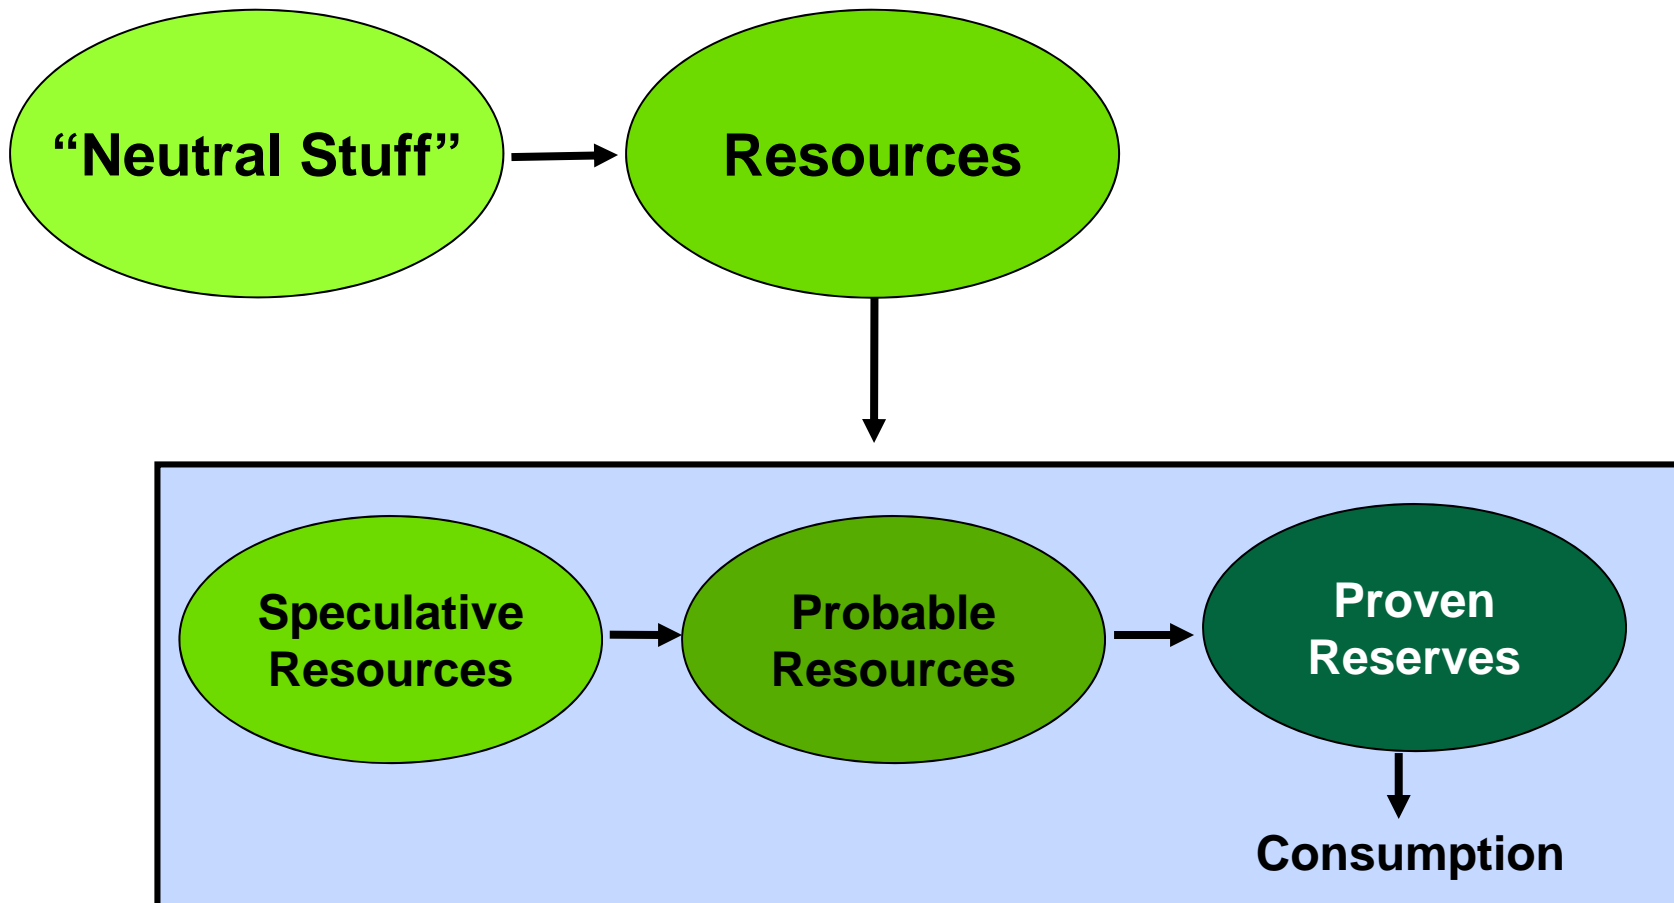 “Neutral Stuff”
Resources
Speculative
Resources
Probable
Resources
Proven
Reserves
Consumption